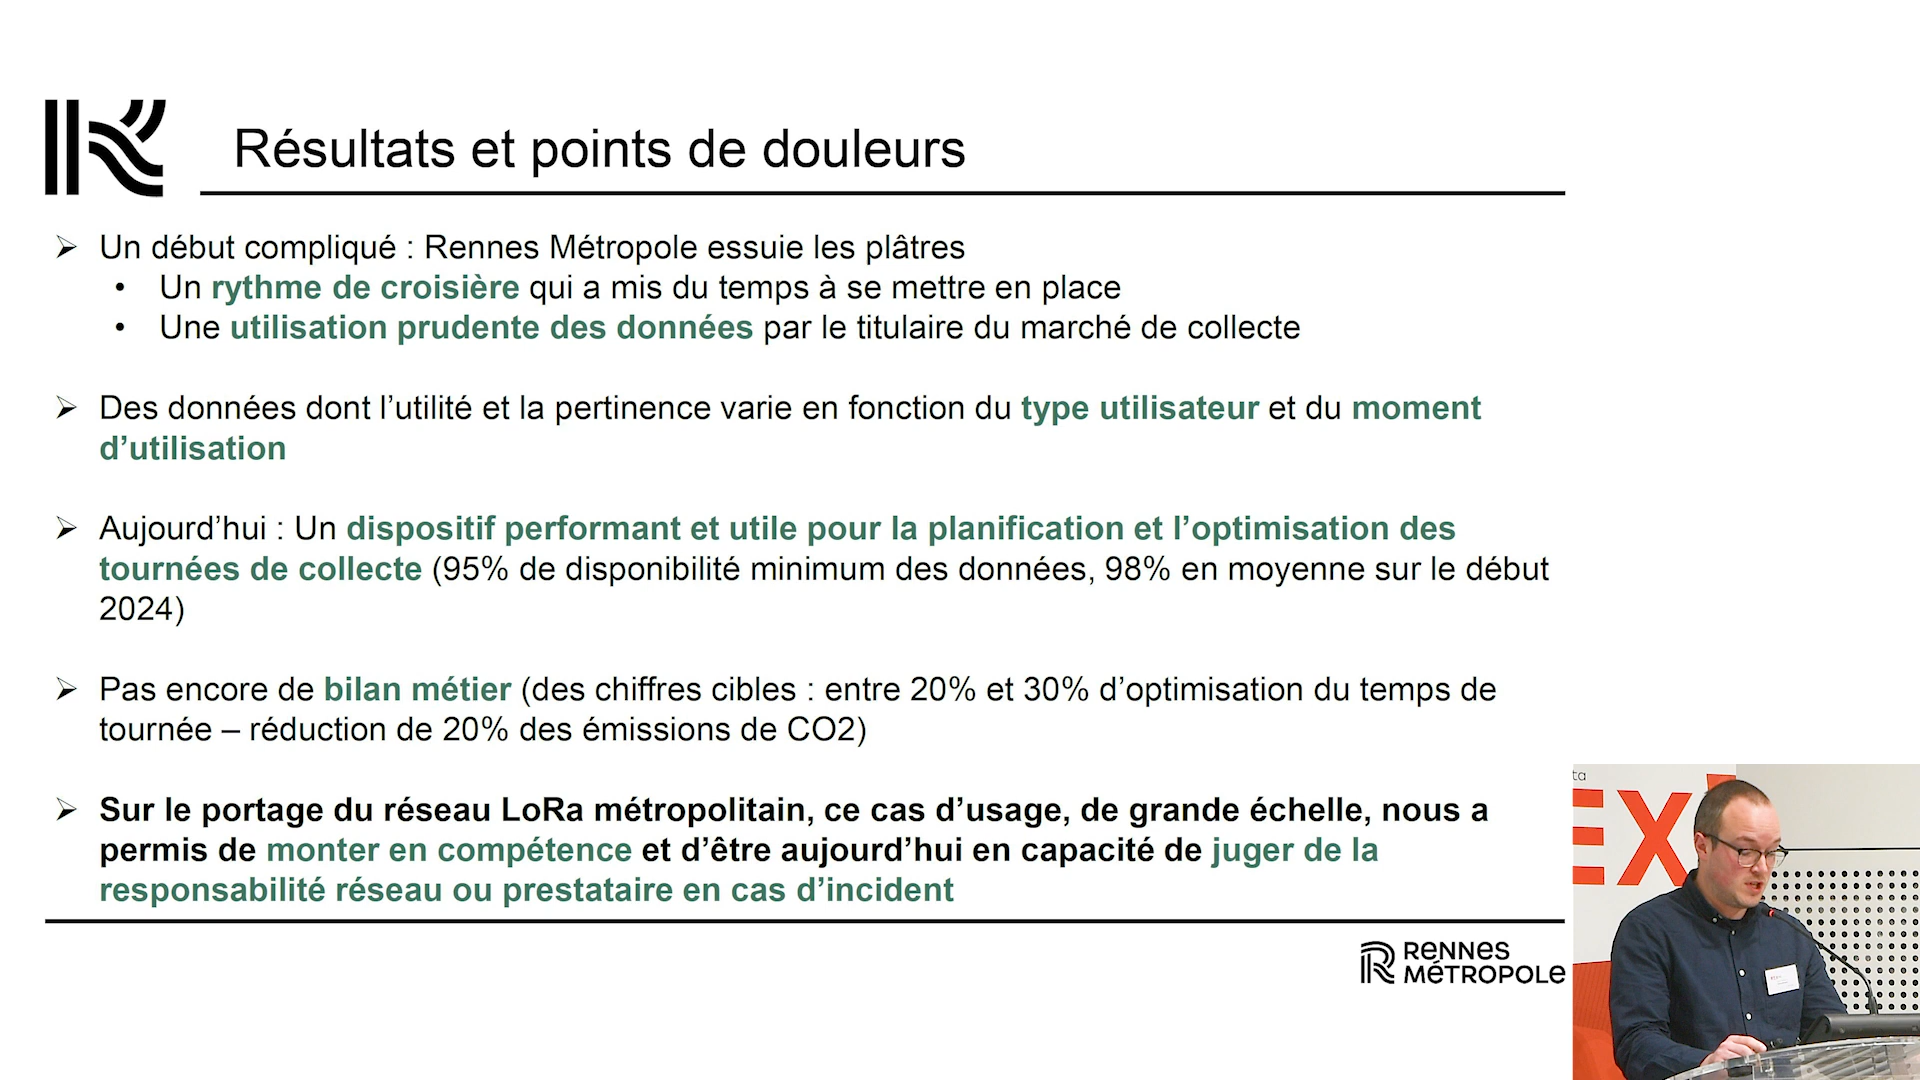 Résultats et points de douleurs
➢ Un début compliqué : Rennes Métropole essuie les plâtres
• Un rythme de croisière qui a mis du temps à se mettre en place
• Une utilisation prudente des données par le titulaire du marché de collecte
➢ Des données dont l’utilité et la pertinence varie en fonction du type utilisateur et du moment
d’utilisation
➢ Aujourd’hui : Un dispositif performant et utile pour la planification et l’optimisation des
tournées de collecte (95% de disponibilité minimum des données, 98% en moyenne sur le début
2024)
➢ Pas encore de bilan métier (des chiffres cibles : entre 20% et 30% d’optimisation du temps de
tournée – réduction de 20% des émissions de CO2)
➢ Sur le portage du réseau LoRa métropolitain, ce cas d’usage, de grande échelle, nous a
permis de monter en compétence et d’être aujourd’hui en capacité de juger de la
responsabilité réseau ou prestataire en cas d’incident
RENNES
MÉTROPOLE
ta
EX